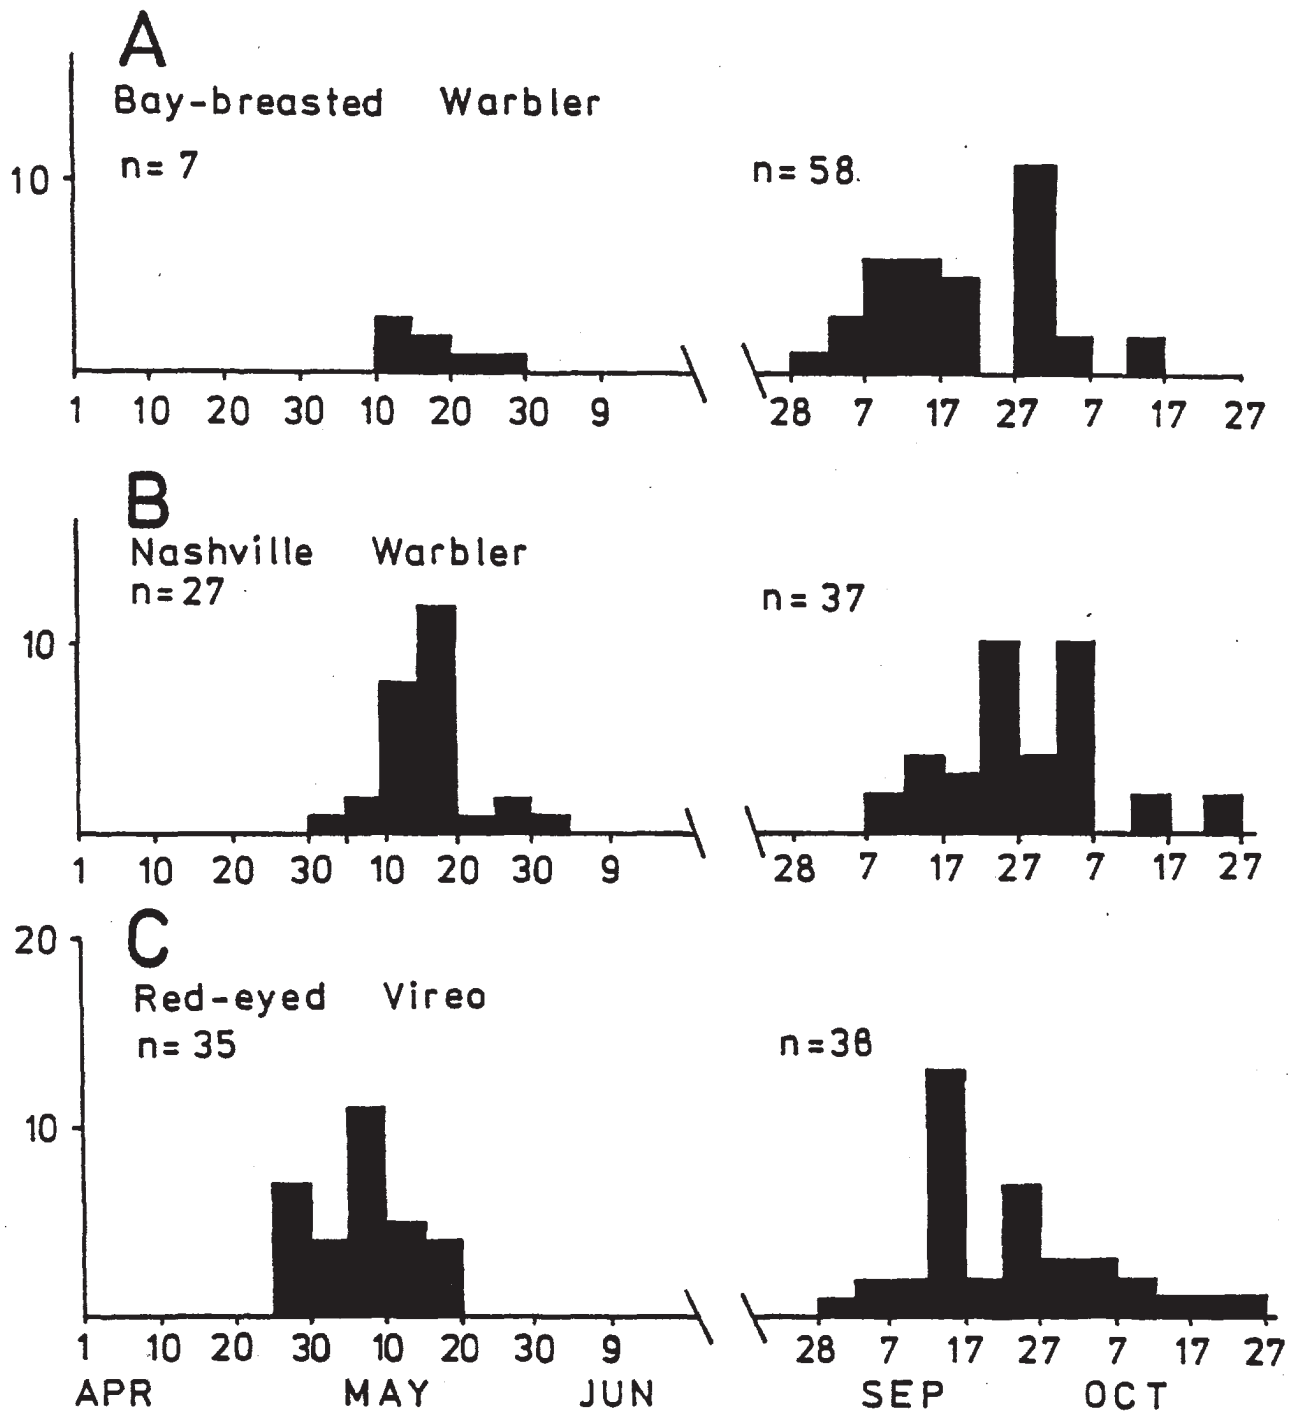 A
Bay-breasted Warbler
n= 7
n= 58
10
1 10 20 30 10 20 30 9 28 7 17 27 7 17 27
B
Nashville Warbler
n=27
n= 37
10
1 10 20 30 10 20 30 9 28 7 17 27 7 17 27
20
C
Red-eyed Vireo
n= 35
n=38
10
1 10 20 30 10 20 30 9 28 7 17 27 7 17 27
APR MAY JUN SEP OCT